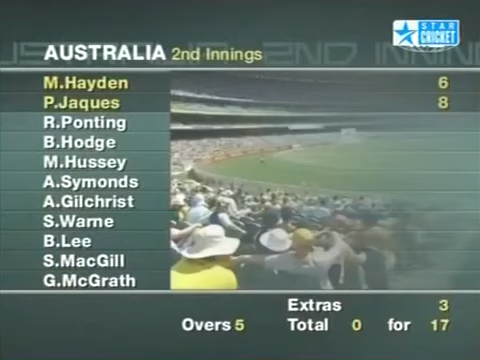 STAR
CRICKET
AUSTRALIA 2nd Innings
M.Hayden 6
P.Jaques 8
R.Ponting
B.Hodge
M.Hussey
A.Symonds
A.Gilchrist
S.Warne
B.Lee
S.MacGill
G.McGrath
Extras 3
Overs 5 Total 0 for 17